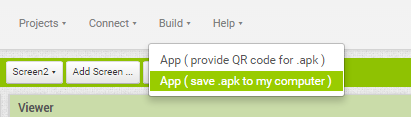 Projects Connect Build Help
App ( provide QR code for .apk )
Screen2 Add Screen ...
App ( save .apk to my computer )
Viewer